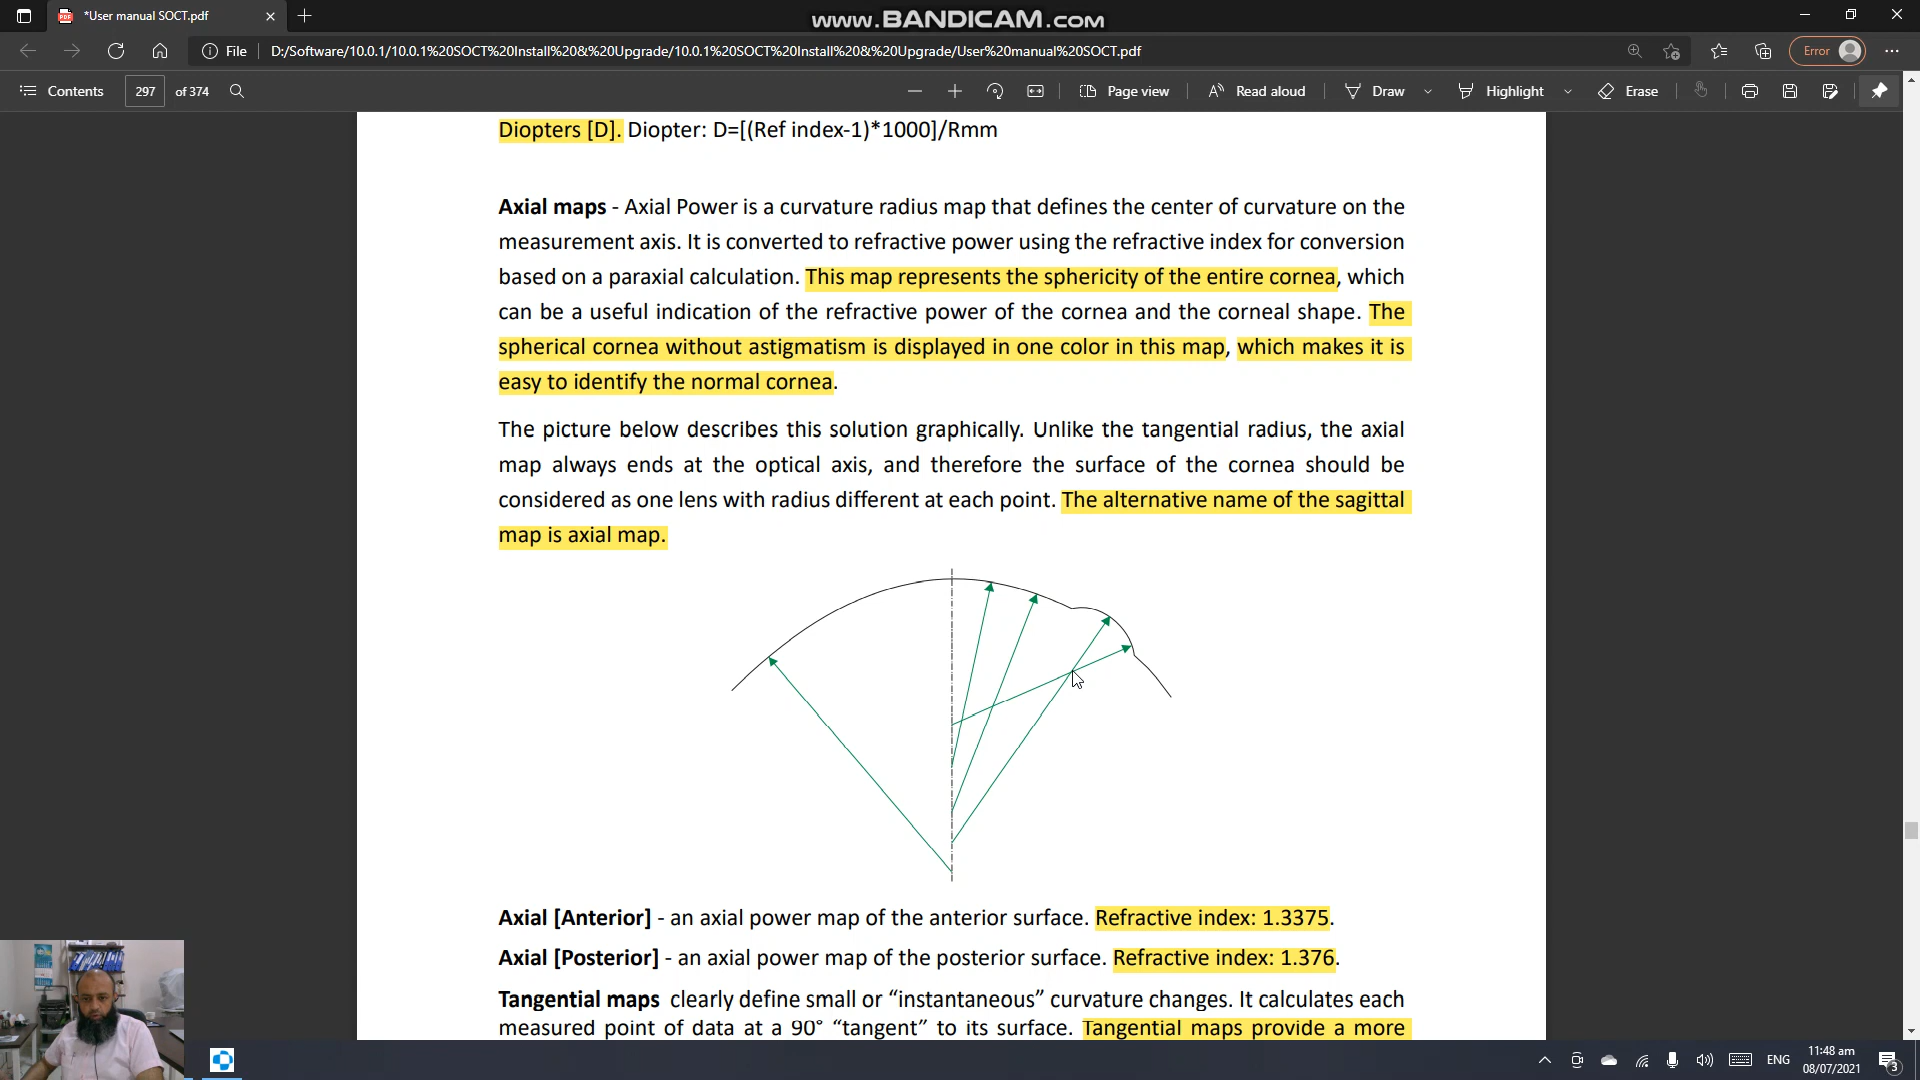 *User manual SOCT.pdf
www.BANDICAM.COM
File
D:/Software/10.0.1/10.0.1%20SOCT%20Install%20&%20Upgrade/10.0.1%20SOCT%20Install%20&%20Upgrade/User%20manual%20SOCT.pdf
Error
Contents
297
of 374
Page view
Read aloud
Draw
Highlight
Erase
Diopters [D]. Diopter: D=[(Ref index-1)*1000]/Rmm
Axial maps - Axial Power is a curvature radius map that defines the center of curvature on the
measurement axis. It is converted to refractive power using the refractive index for conversion
based on a paraxial calculation. This map represents the sphericity of the entire cornea, which
can be a useful indication of the refractive power of the cornea and the corneal shape. The
spherical cornea without astigmatism is displayed in one color in this map, which makes it is
easy to identify the normal cornea.
The picture below describes this solution graphically. Unlike the tangential radius, the axial
map always ends at the optical axis, and therefore the surface of the cornea should be
considered as one lens with radius different at each point. The alternative name of the sagittal
map is axial map.
Axial [Anterior] - an axial power map of the anterior surface. Refractive index: 1.3375.
Axial [Posterior] - an axial power map of the posterior surface. Refractive index: 1.376.
Tangential maps clearly define small or “instantaneous” curvature changes. It calculates each
measured point of data at a 90° “tangent” to its surface. Tangential maps provide a more
ENG
11:48 am
08/07/2021
3